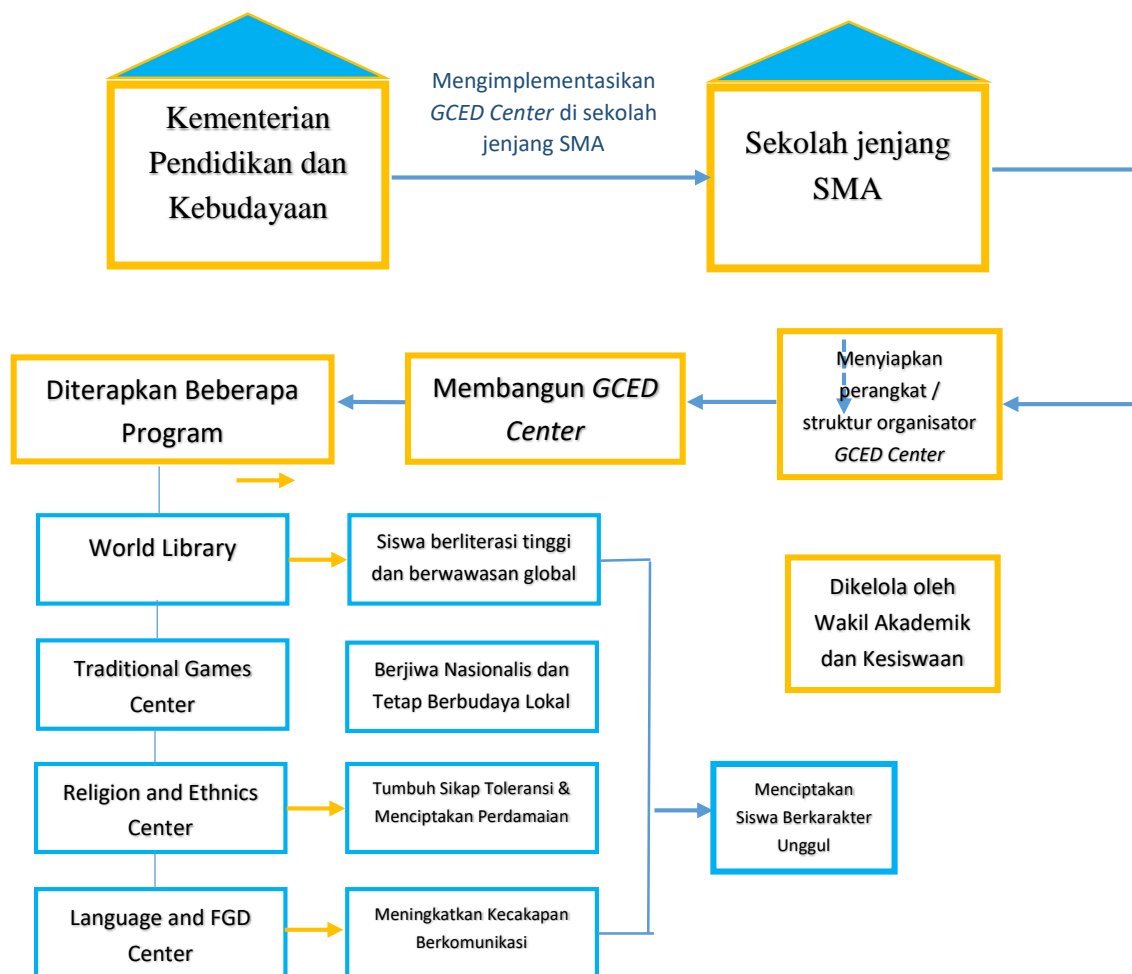 Kementerian
Pendidikan dan
Kebudayaan
Mengimplementasikan
GCED Center di sekolah
jenjang SMA
Sekolah jenjang
SMA
Diterapkan Beberapa
Program
Membangun GCED
Center
Menyiapkan
perangkat /
struktur organisator
GCED Center
World Library
Siswa berliterasi tinggi
dan berwawasan global
Dikelola oleh
Wakil Akademik
dan Kesiswaan
Traditional Games
Center
Berjiwa Nasionalis dan
Tetap Berbudaya Lokal
Religion and Ethnics
Center
Tumbuh Sikap Toleransi &
Menciptakan Perdamaian
Menciptakan
Siswa Berkarakter
Unggul
Language and FGD
Center
Meningkatkan Kecakapan
Berkomunikasi